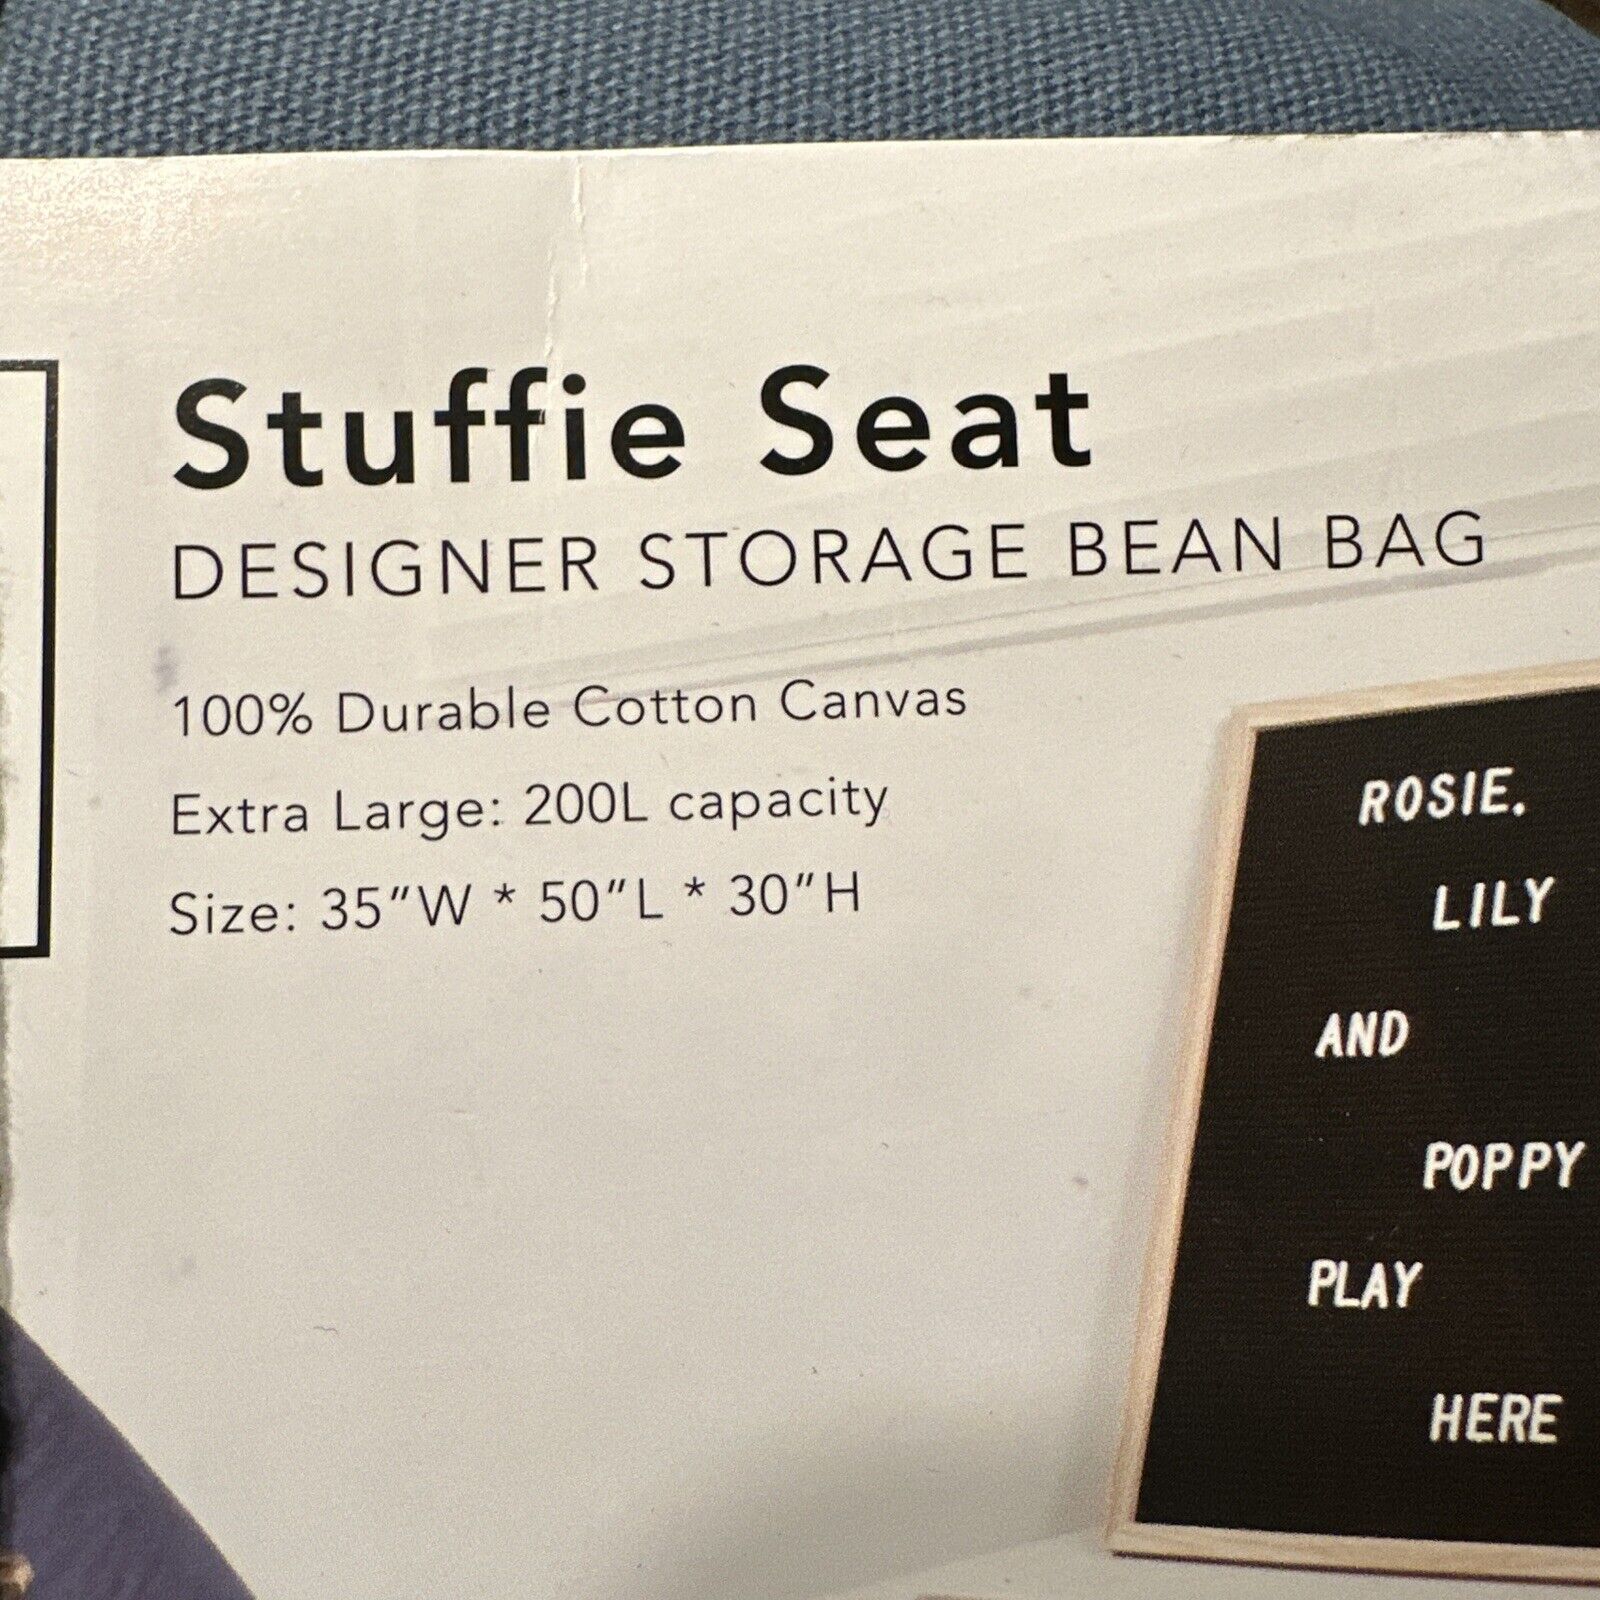 Stuffie Seat
DESIGNER STORAGE BEAN BAG
100% Durable Cotton Canvas
Extra Large: 200L capacity
Size: 35"W * 50"L * 30"H
ROSIE.
LILY
AND
POPPY
PLAY
HERE